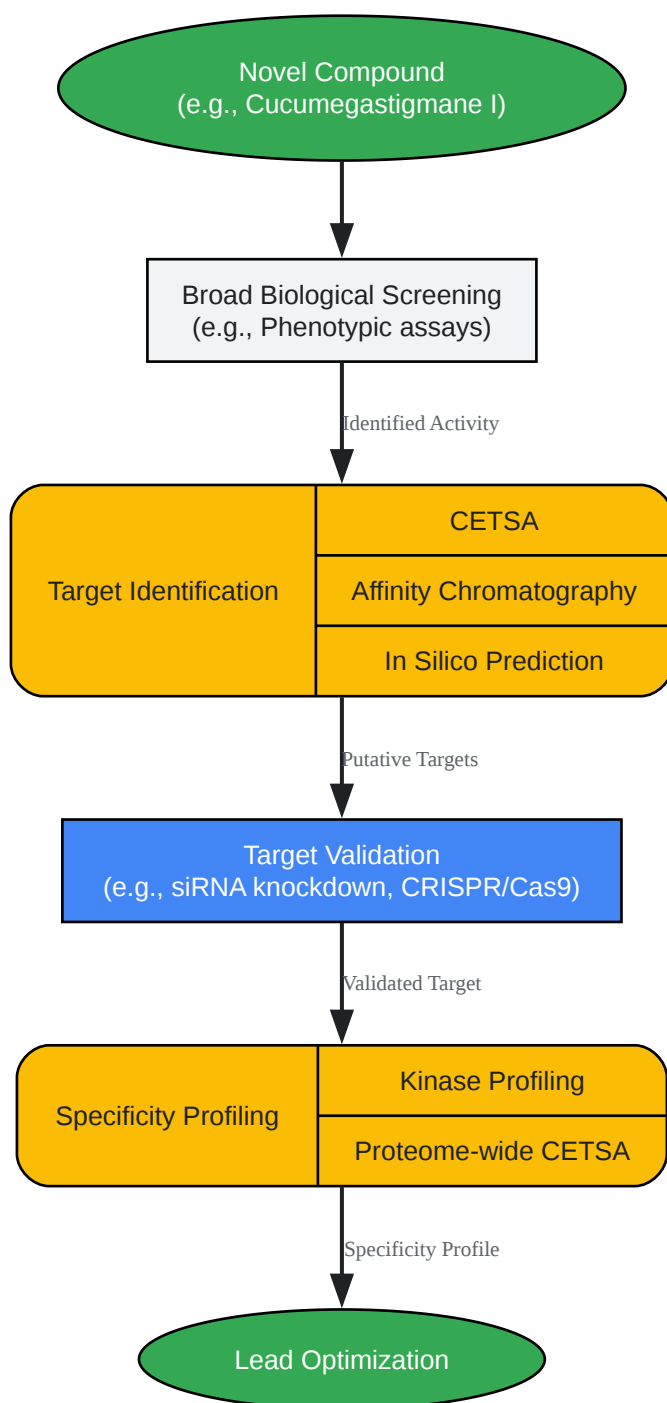 Novel Compound
(e.g., Cucumegastigmane I)
Broad Biological Screening
(e.g., Phenotypic assays)
Identified Activity
Target Identification
CETSA
Affinity Chromatography
In Silico Prediction
Putative Targets
Target Validation
(e.g., siRNA knockdown, CRISPR/Cas9)
Validated Target
Specificity Profiling
Kinase Profiling
Proteome-wide CETSA
Specificity Profile
Lead Optimization